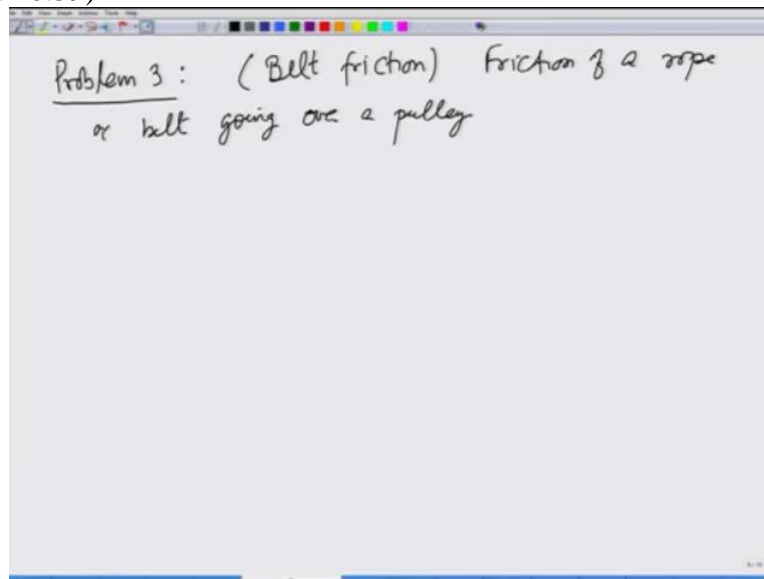 Problem 3 : (Belt friction) Friction of a rope
or belt going over a pulley